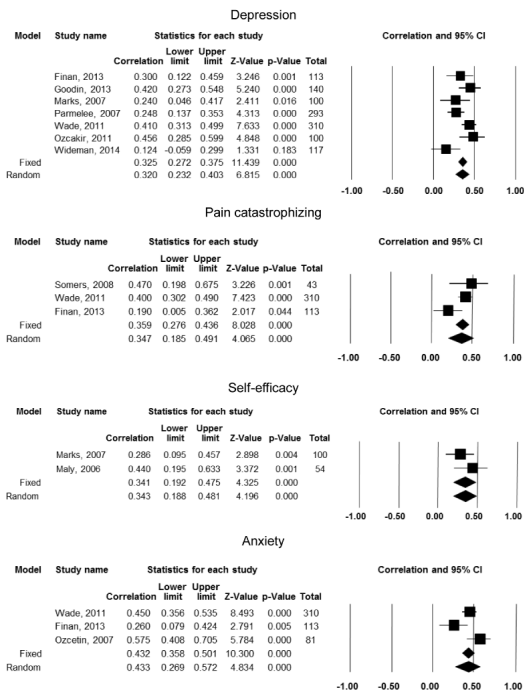 Depression
Model Study name Statistics for each study Correlation and 95% CI
Lower Upper
Correlation limit limit Z-Value p-Value Total
Finan, 2013 0.300 0.122 0.459 3.246 0.001 113
Goodin, 2013 0.420 0.273 0.548 5.240 0.000 140
Marks, 2007 0.240 0.046 0.417 2.411 0.016 100
Parmelee, 2007 0.248 0.137 0.353 4.313 0.000 293
Wade, 2011 0.410 0.313 0.499 7.633 0.000 310
Ozcakir, 2011 0.456 0.285 0.599 4.848 0.000 100
Wideman, 2014 0.124 -0.059 0.299 1.331 0.183 117
Fixed 0.325 0.272 0.375 11.439 0.000
Random 0.320 0.232 0.403 6.815 0.000
-1.00 -0.50 0.00 0.50 1.00
Pain catastrophizing
Model Study name Statistics for each study Correlation and 95% CI
Lower Upper
Correlation limit limit Z-Value p-Value Total
Somers, 2008 0.470 0.198 0.675 3.226 0.001 43
Wade, 2011 0.400 0.302 0.490 7.423 0.000 310
Finan, 2013 0.190 0.005 0.362 2.017 0.044 113
Fixed 0.359 0.276 0.436 8.028 0.000
Random 0.347 0.185 0.491 4.065 0.000
-1.00 -0.50 0.00 0.50 1.00
Self-efficacy
Model Study name Statistics for each study Correlation and 95% CI
Lower Upper
Correlation limit limit Z-Value p-Value Total
Marks, 2007 0.286 0.095 0.457 2.898 0.004 100
Maly, 2006 0.440 0.195 0.633 3.372 0.001 54
Fixed 0.341 0.192 0.475 4.325 0.000
Random 0.343 0.188 0.481 4.196 0.000
-1.00 -0.50 0.00 0.50 1.00
Anxiety
Model Study name Statistics for each study Correlation and 95% CI
Lower Upper
Correlation limit limit Z-Value p-Value Total
Wade, 2011 0.450 0.356 0.535 8.493 0.000 310
Finan, 2013 0.260 0.079 0.424 2.791 0.005 113
Ozcetin, 2007 0.575 0.408 0.705 5.784 0.000 81
Fixed 0.432 0.358 0.501 10.300 0.000
Random 0.433 0.269 0.572 4.834 0.000
-1.00 -0.50 0.00 0.50 1.00